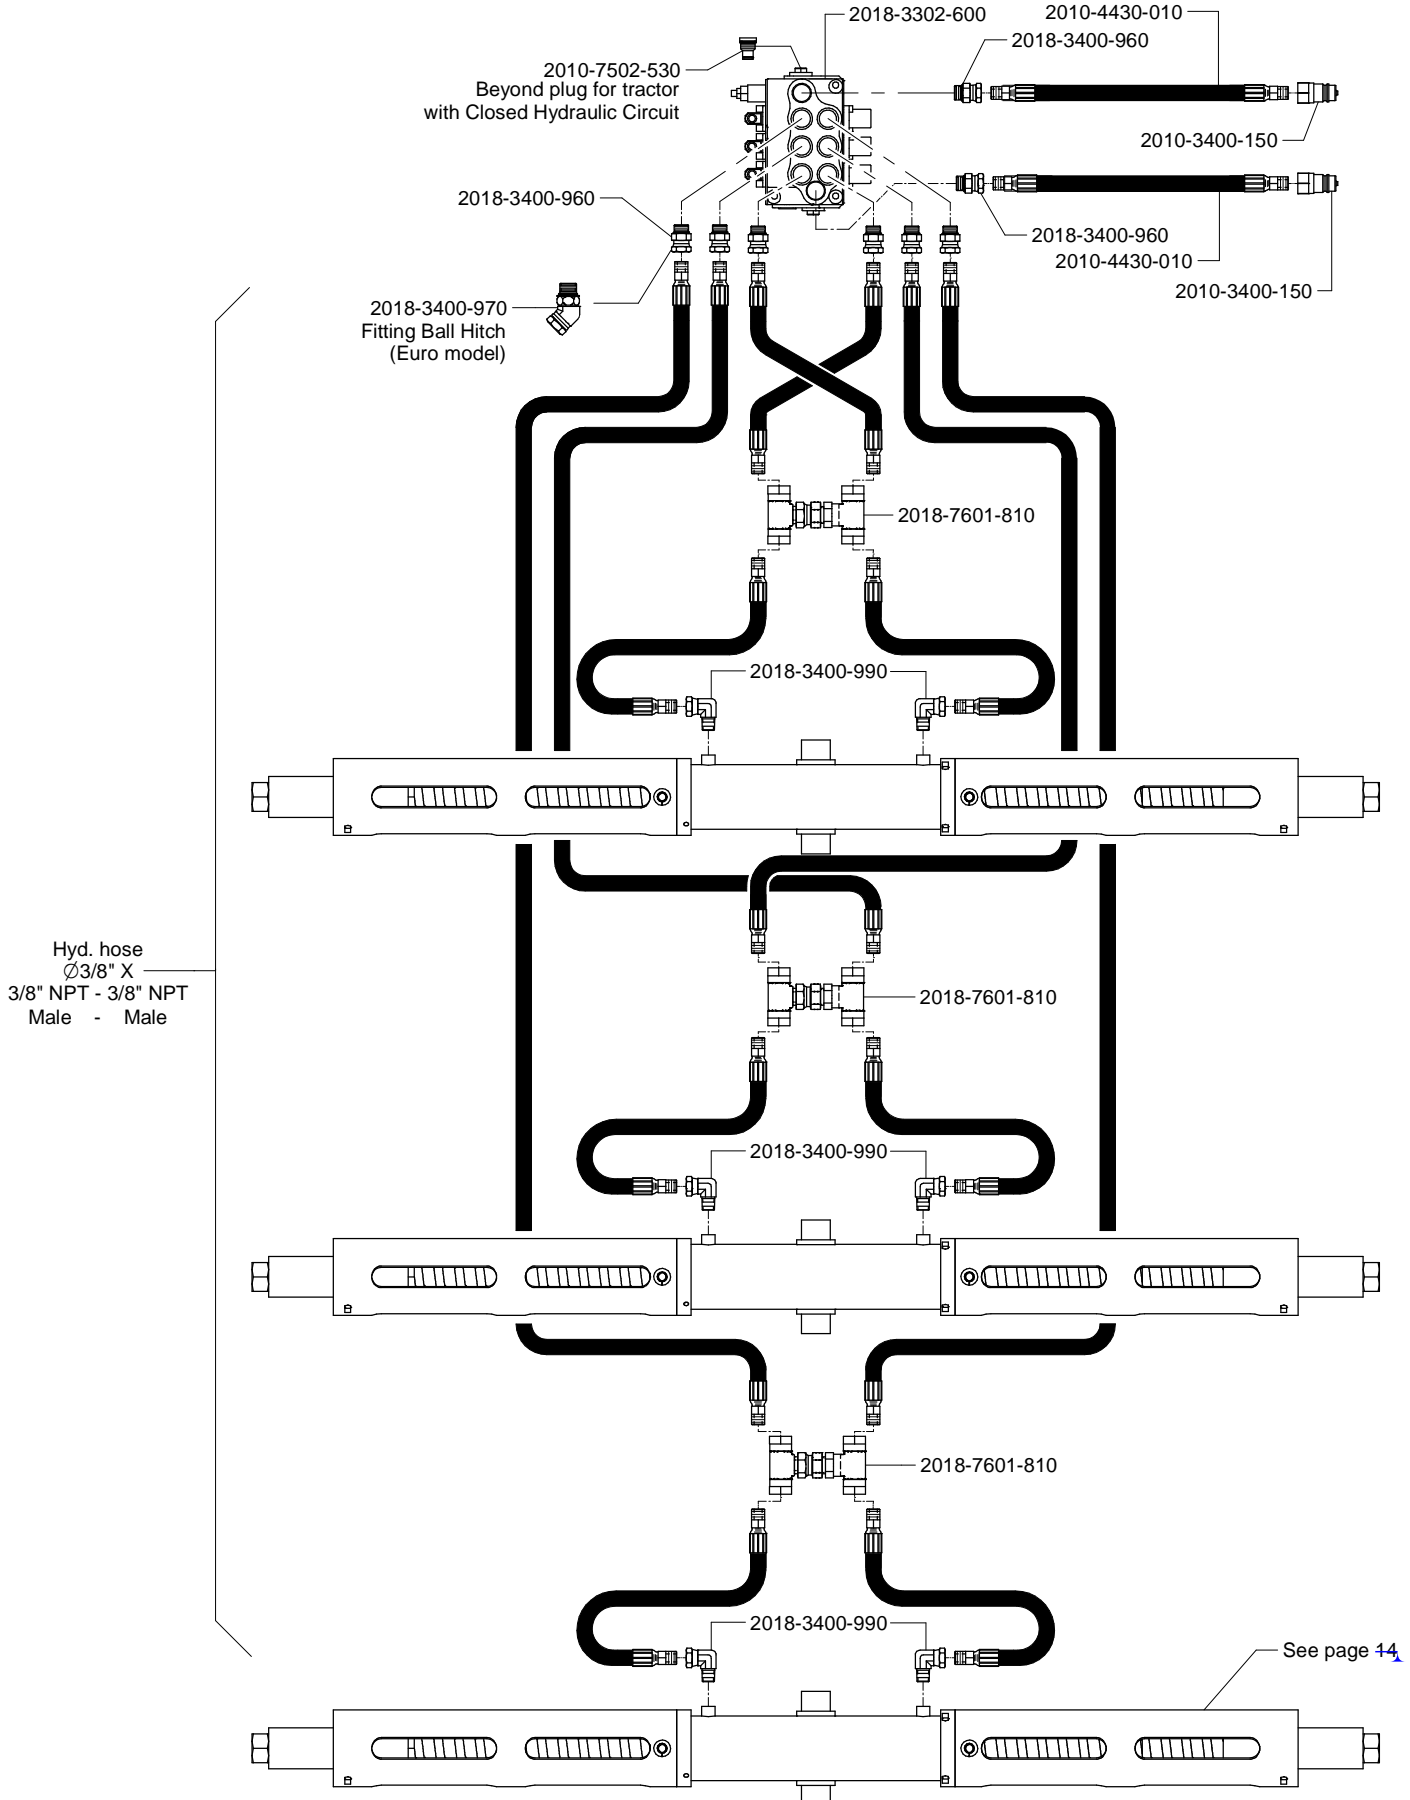 2018-3302-600
2010-4430-010
2018-3400-960
2010-7502-530
Beyond plug for tractor
with Closed Hydraulic Circuit
2010-3400-150
2018-3400-960
2018-3400-960
2010-4430-010
2010-3400-150
2018-3400-970
Fitting Ball Hitch
(Euro model)
2018-7601-810
2018-3400-990
Hyd. hose
Ø3/8" X
3/8" NPT - 3/8" NPT
Male - Male
2018-7601-810
2018-3400-990
2018-7601-810
2018-3400-990
See page 14